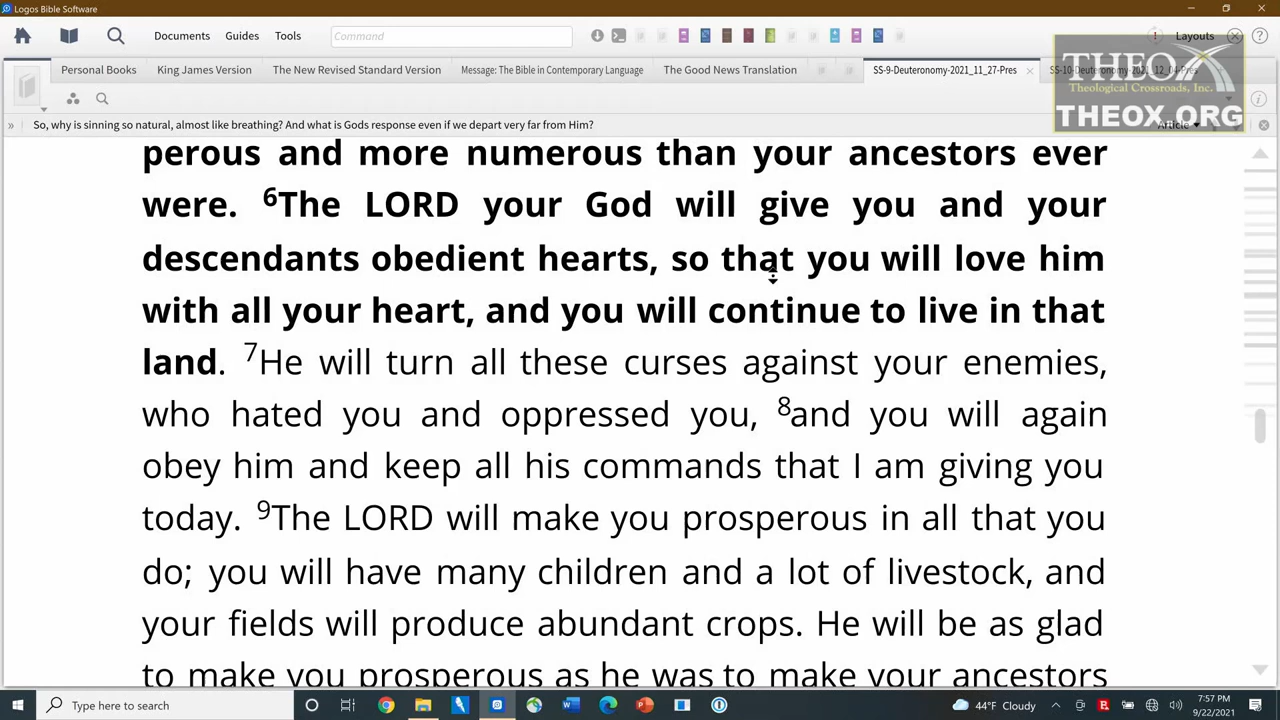 Logos Bible Software
Documents Guides Tools Command Layouts
Personal Books King James Version The New Revised Standard The Message: The Bible in Contemporary Language The Good News Translation SS-9-Deuteronomy-2021_11_27-Pres SS-10-Deuteronomy-2021_12_04-Pres
THEOX
Theological Crossroads, Inc.
THEOX.ORG
So, why is sinning so natural, almost like breathing? And what is Gods response even if we depart very far from Him? Article
perous and more numerous than your ancestors ever
were. 6The LORD your God will give you and your
descendants obedient hearts, so that you will love him
with all your heart, and you will continue to live in that
land. 7He will turn all these curses against your enemies,
who hated you and oppressed you, 8and you will again
obey him and keep all his commands that I am giving you
today. 9The LORD will make you prosperous in all that you
do; you will have many children and a lot of livestock, and
your fields will produce abundant crops. He will be as glad
to make you prosperous as he was to make your ancestors
Type here to search 44°F Cloudy 7:57 PM
9/22/2021